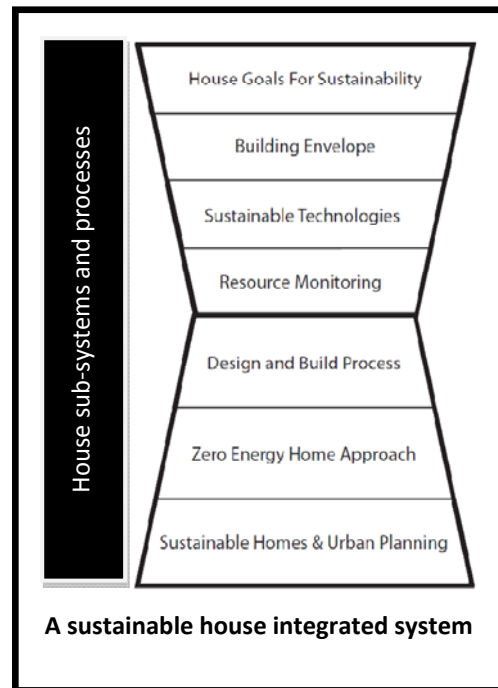 House sub-systems and processes
House Goals For Sustainability
Building Envelope
Sustainable Technologies
Resource Monitoring
Design and Build Process
Zero Energy Home Approach
Sustainable Homes & Urban Planning
A sustainable house integrated system